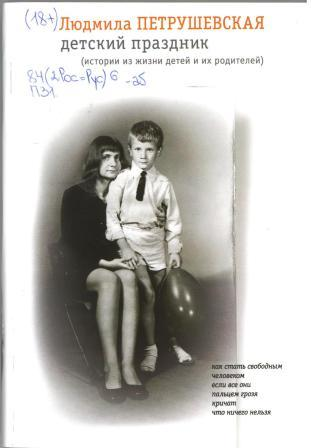 (18+)
Людмила ПЕТРУШЕВСКАЯ
детский праздник
(истории из жизни детей и их родителей)
84(2Рос=Рус)6
-25
П31
как стать свободным
человеком
если все они
пальцем грозя
кричат
что ничего нельзя